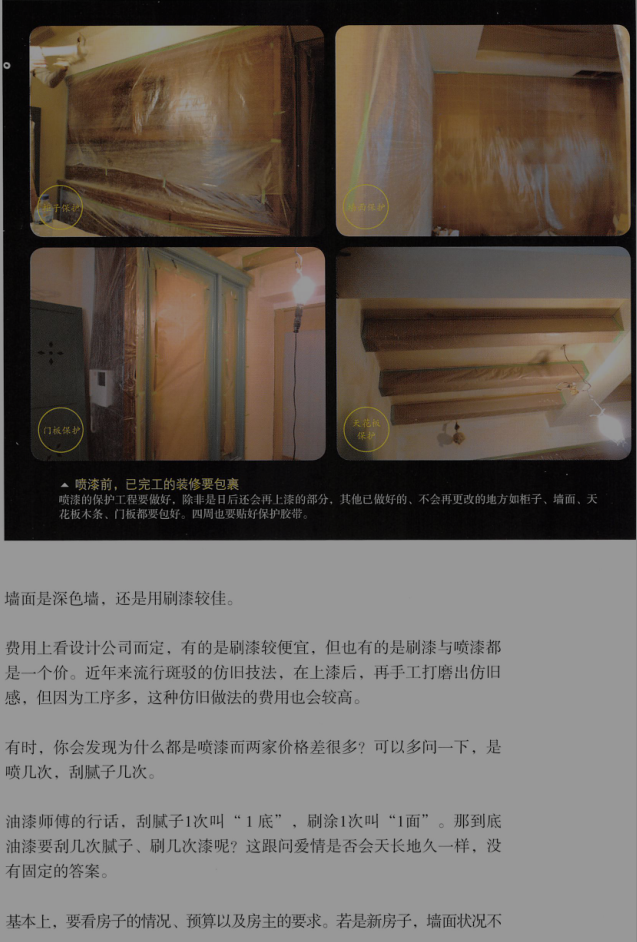 柜子保护
墙面保护
门板保护
天花板
保护
喷漆前，已完工的装修要包裹
喷漆的保护工程要做好，除非是日后还会再上漆的部分，其他已做好的、不会再更改的地方如柜子、墙面、天
花板木条、门板都要包好。四周也要贴好保护胶带。
墙面是深色墙，还是用刷漆较佳。
费用上看设计公司而定，有的是刷漆较便宜，但也有的是刷漆与喷漆都
是一个价。近年来流行斑驳的仿旧技法，在上漆后，再手工打磨出仿旧
感，但因为工序多，这种仿旧做法的费用也会较高。
有时，你会发现为什么都是喷漆而两家价格差很多？可以多问一下，是
喷几次，刮腻子几次。
油漆师傅的行话，刮腻子1次叫“1底”，刷涂1次叫“1面”。那到底
油漆要刮几次腻子、刷几次漆呢？这跟问爱情是否会天长地久一样，没
有固定的答案。
基本上，要看房子的情况、预算以及房主的要求。若是新房子，墙面状况不